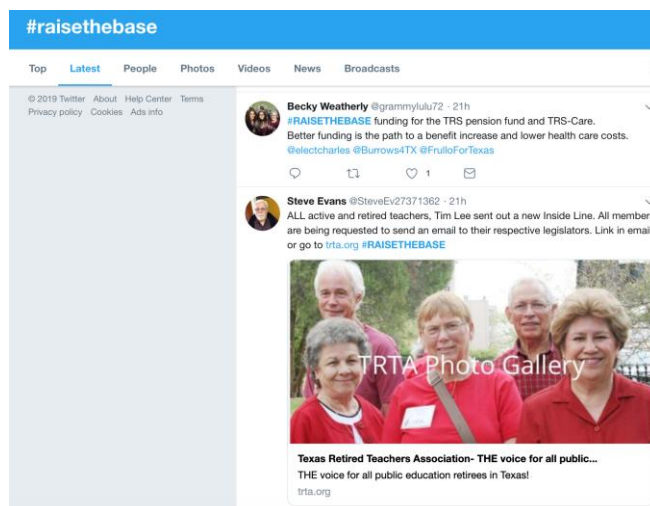 #raisethebase
Top Latest People Photos Videos News Broadcasts
© 2019 Twitter About Help Center Terms
Privacy policy Cookies Ads info
Becky Weatherly @grammylulu72 · 21h
#RAISETHEBASE funding for the TRS pension fund and TRS-Care.
Better funding is the path to a benefit increase and lower health care costs.
@electcharles @Burrows4TX @FrulloForTexas
1
Steve Evans @SteveEv27371362 · 21h
ALL active and retired teachers, Tim Lee sent out a new Inside Line. All member
are being requested to send an email to their respective legislators. Link in email
or go to trta.org #RAISETHEBASE
TRTA Photo Gallery
Texas Retired Teachers Association- THE voice for all public...
THE voice for all public education retirees in Texas!
trta.org